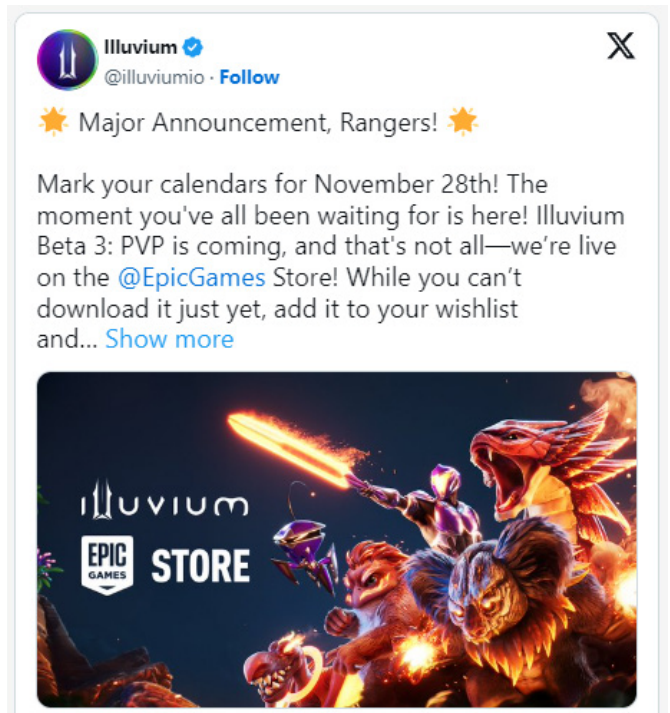 Illuvium
@illuviumio · Follow
🌟 Major Announcement, Rangers! 🌟
Mark your calendars for November 28th! The
moment you've all been waiting for is here! Illuvium
Beta 3: PVP is coming, and that's not all—we’re live
on the @EpicGames Store! While you can’t
download it just yet, add it to your wishlist
and... Show more
ILLUVIUM
EPIC
GAMES
STORE